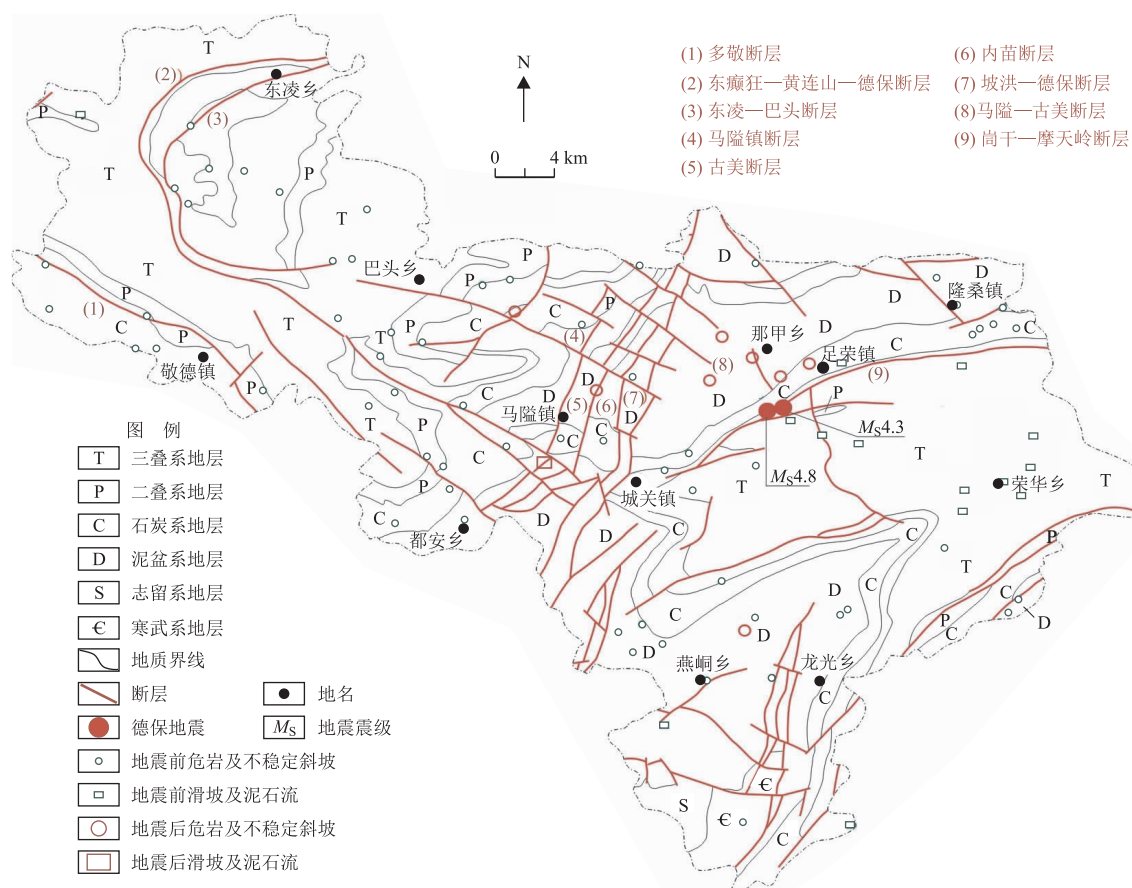 (1) 多敬断层
(2) 东癫狂—黄连山—德保断层
(3) 东凌—巴头断层
(4) 马隘镇断层
(5) 古美断层
(6) 内苗断层
(7) 坡洪—德保断层
(8) 马隘—古美断层
(9) 尚干—摩天岭断层
N
0 4 km
T
(2)
东凌乡
P
(3)
T
P
T
T
巴头乡
P
D
D
隆桑镇
P
(1)
P
C
P
敬德镇
P
T
T
P
C
C
P
(4)
D
那甲乡
D
C
C
足荣镇
(9)
(8)
D
C
P
D
(5)
(6)
(7)
D
D
马隘镇
C
C
C
T
P
C
C
M_S4.3
M_S4.8
T
T
荣华乡
T
城关镇
都安乡
D
D
C
C
P
T
C
D
P
C
C
D
C
D
D
燕峒乡
龙光乡
C
S
Є
Є
C
图 例
T 三叠系地层
P 二叠系地层
C 石炭系地层
D 泥盆系地层
S 志留系地层
Є 寒武系地层
地质界线
断层
地名
德保地震
M_S 地震震级
地震前危岩及不稳定斜坡
地震前滑坡及泥石流
地震后危岩及不稳定斜坡
地震后滑坡及泥石流